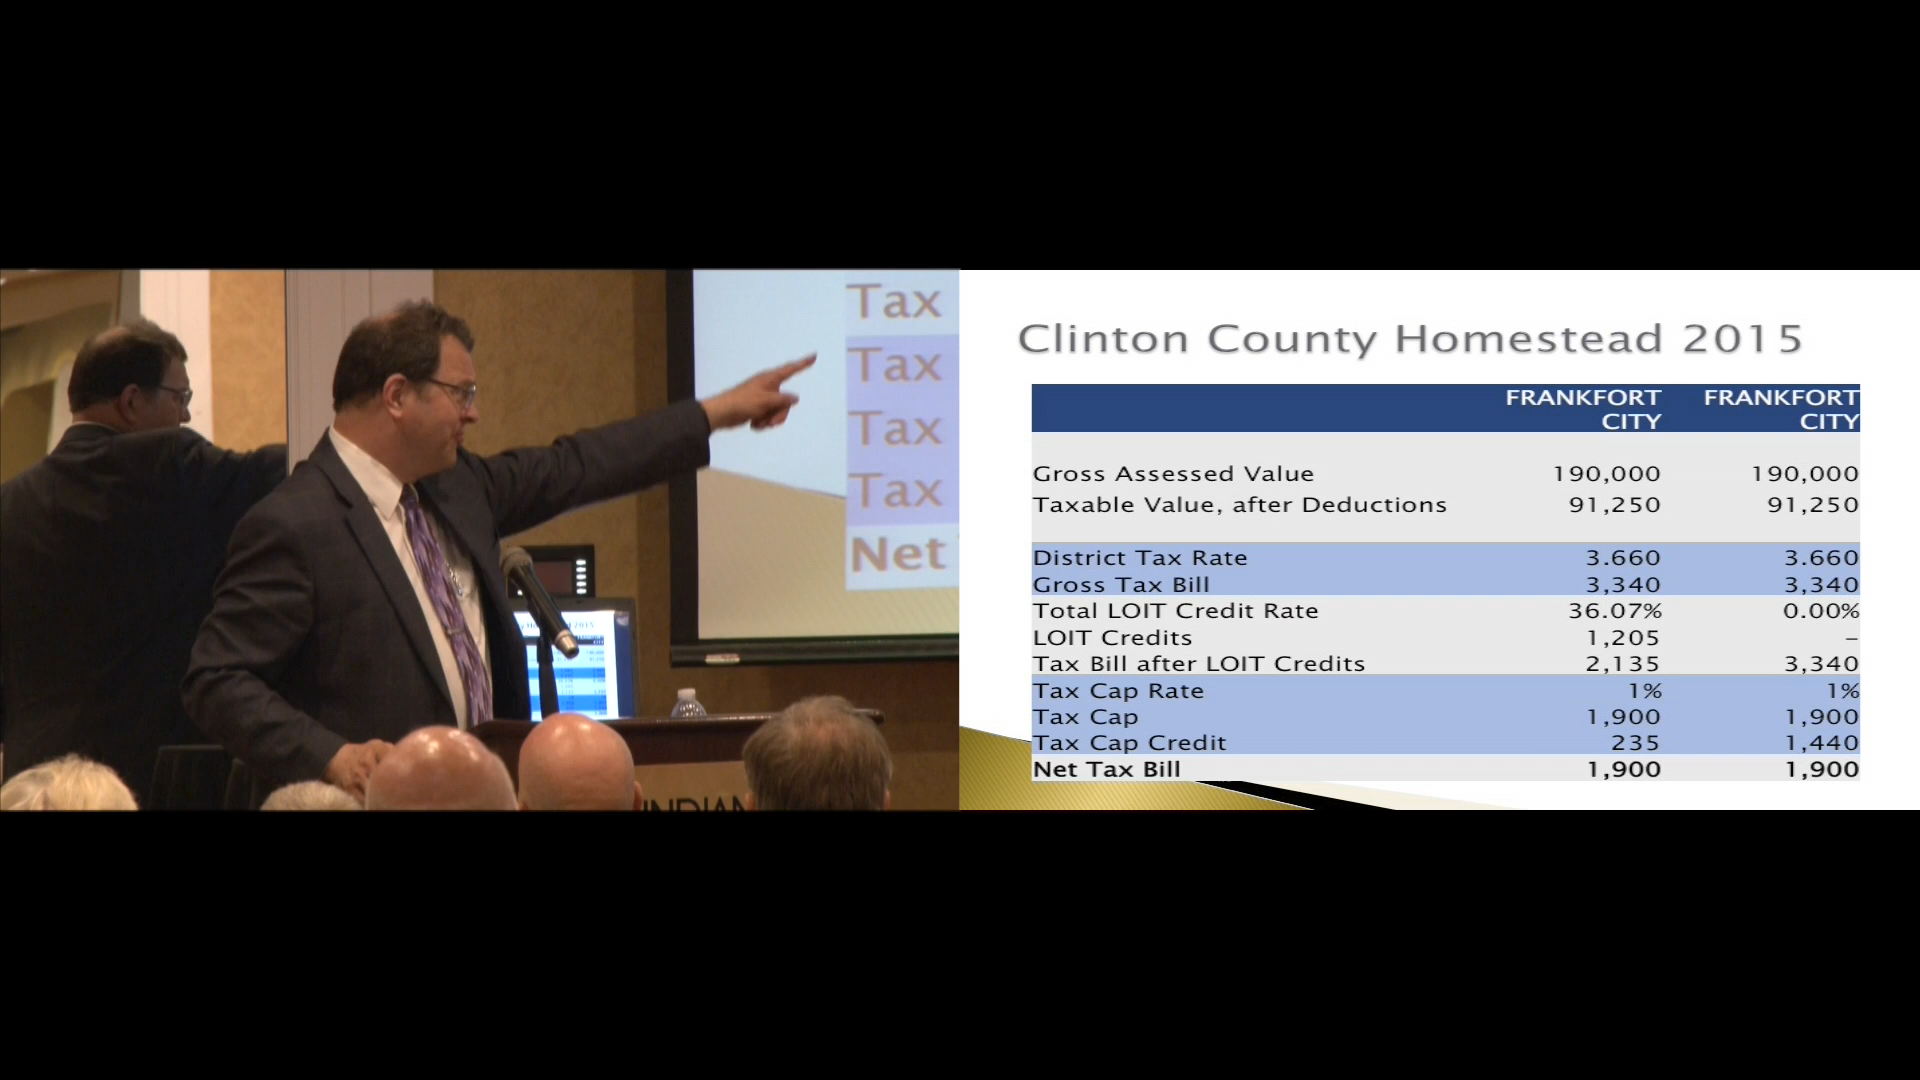 Tax
Tax
Tax
Tax
Net
INDIAN
Clinton County Homestead 2015
FRANKFORT CITY FRANKFORT CITY
Gross Assessed Value 190,000 190,000
Taxable Value, after Deductions 91,250 91,250
District Tax Rate 3.660 3.660
Gross Tax Bill 3,340 3,340
Total LOIT Credit Rate 36.07% 0.00%
LOIT Credits 1,205 –
Tax Bill after LOIT Credits 2,135 3,340
Tax Cap Rate 1% 1%
Tax Cap 1,900 1,900
Tax Cap Credit 235 1,440
Net Tax Bill 1,900 1,900